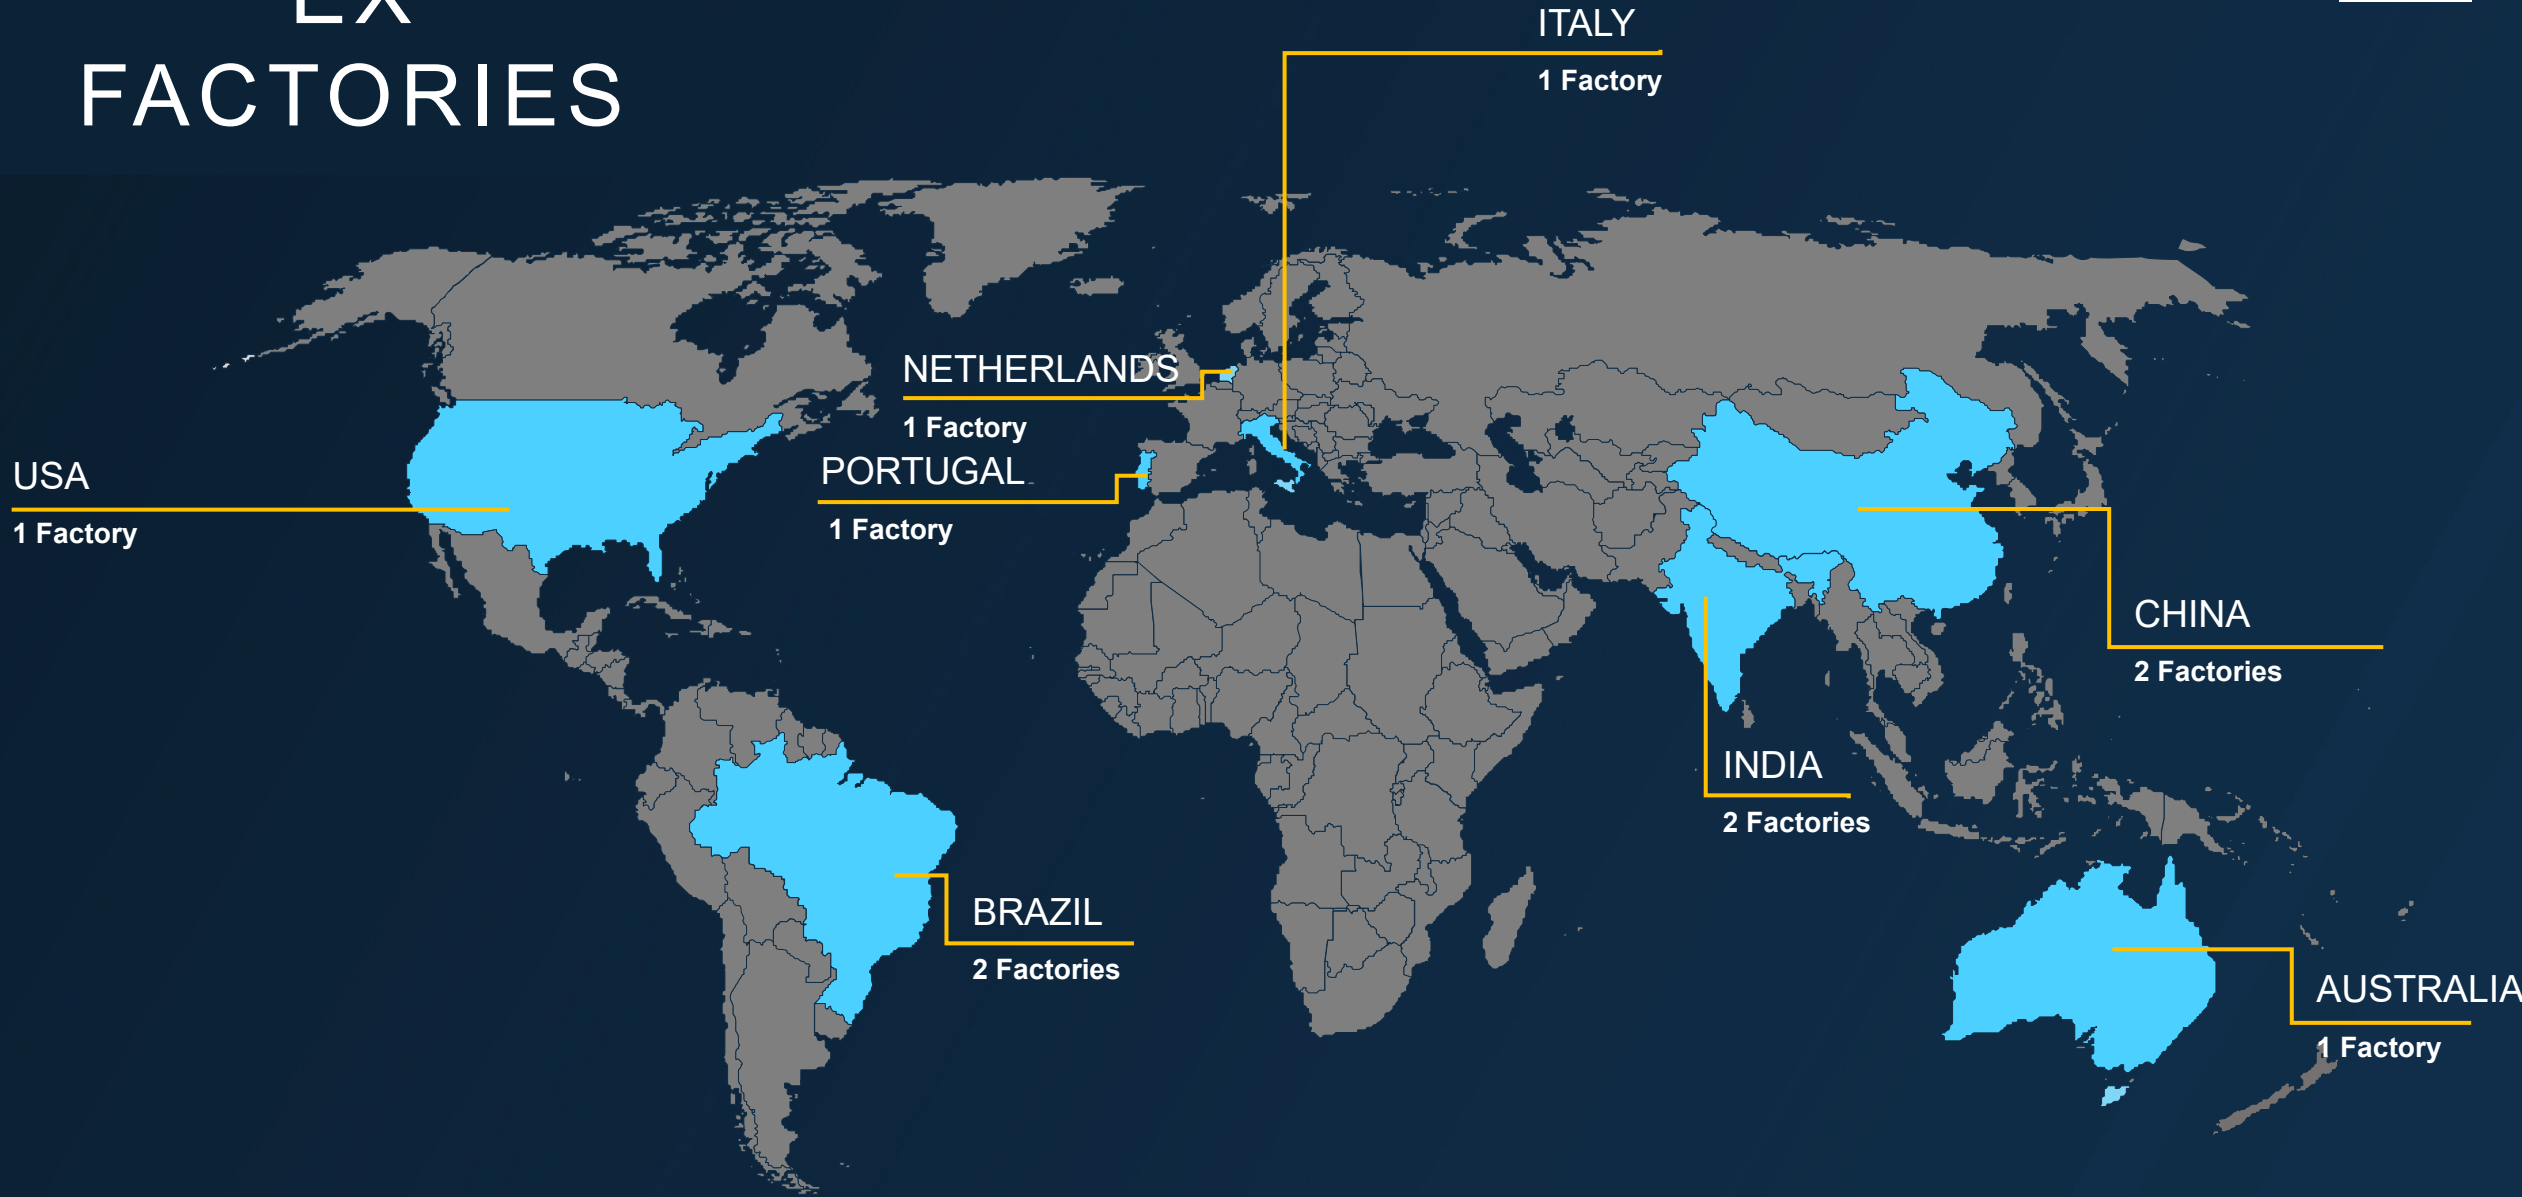 EX
FACTORIES
ITALY
1 Factory
NETHERLANDS
1 Factory
PORTUGAL
1 Factory
USA
1 Factory
CHINA
2 Factories
INDIA
2 Factories
BRAZIL
2 Factories
AUSTRALIA
1 Factory